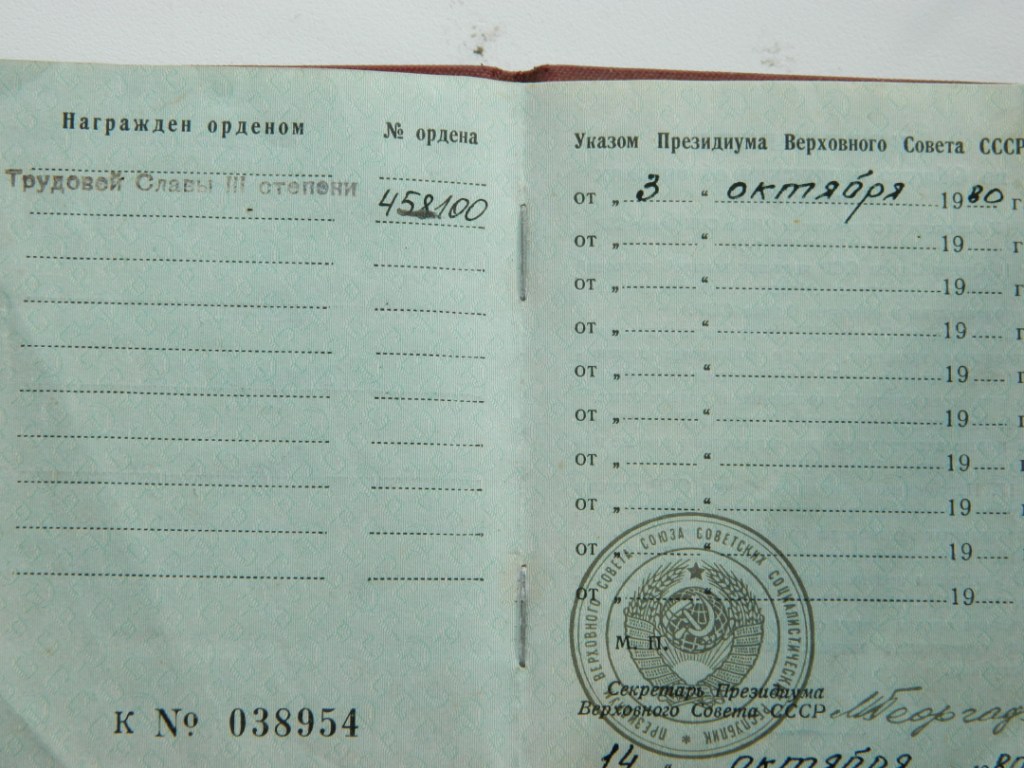 Награжден орденом
№ ордена
Трудовой Славы III степени
458100
К № 038954
Указом Президиума Верховного Совета СССР
от „ 3 “ октября 1980 г
от „ “ 19 г
от „ “ 19 г
от „ “ 19 г
от „ “ 19 г
от „ “ 19 г
от „ “ 19
от „ “ 19
от „ “ 19
от „ “ 19
ПРЕЗИДИУМ ВЕРХОВНОГО СОВЕТА СОЮЗА СОВЕТСКИХ СОЦИАЛИСТИЧЕСКИХ РЕСПУБЛИК
М. П.
Секретарь Президиума
Верховного Совета СССР
14 октября 80